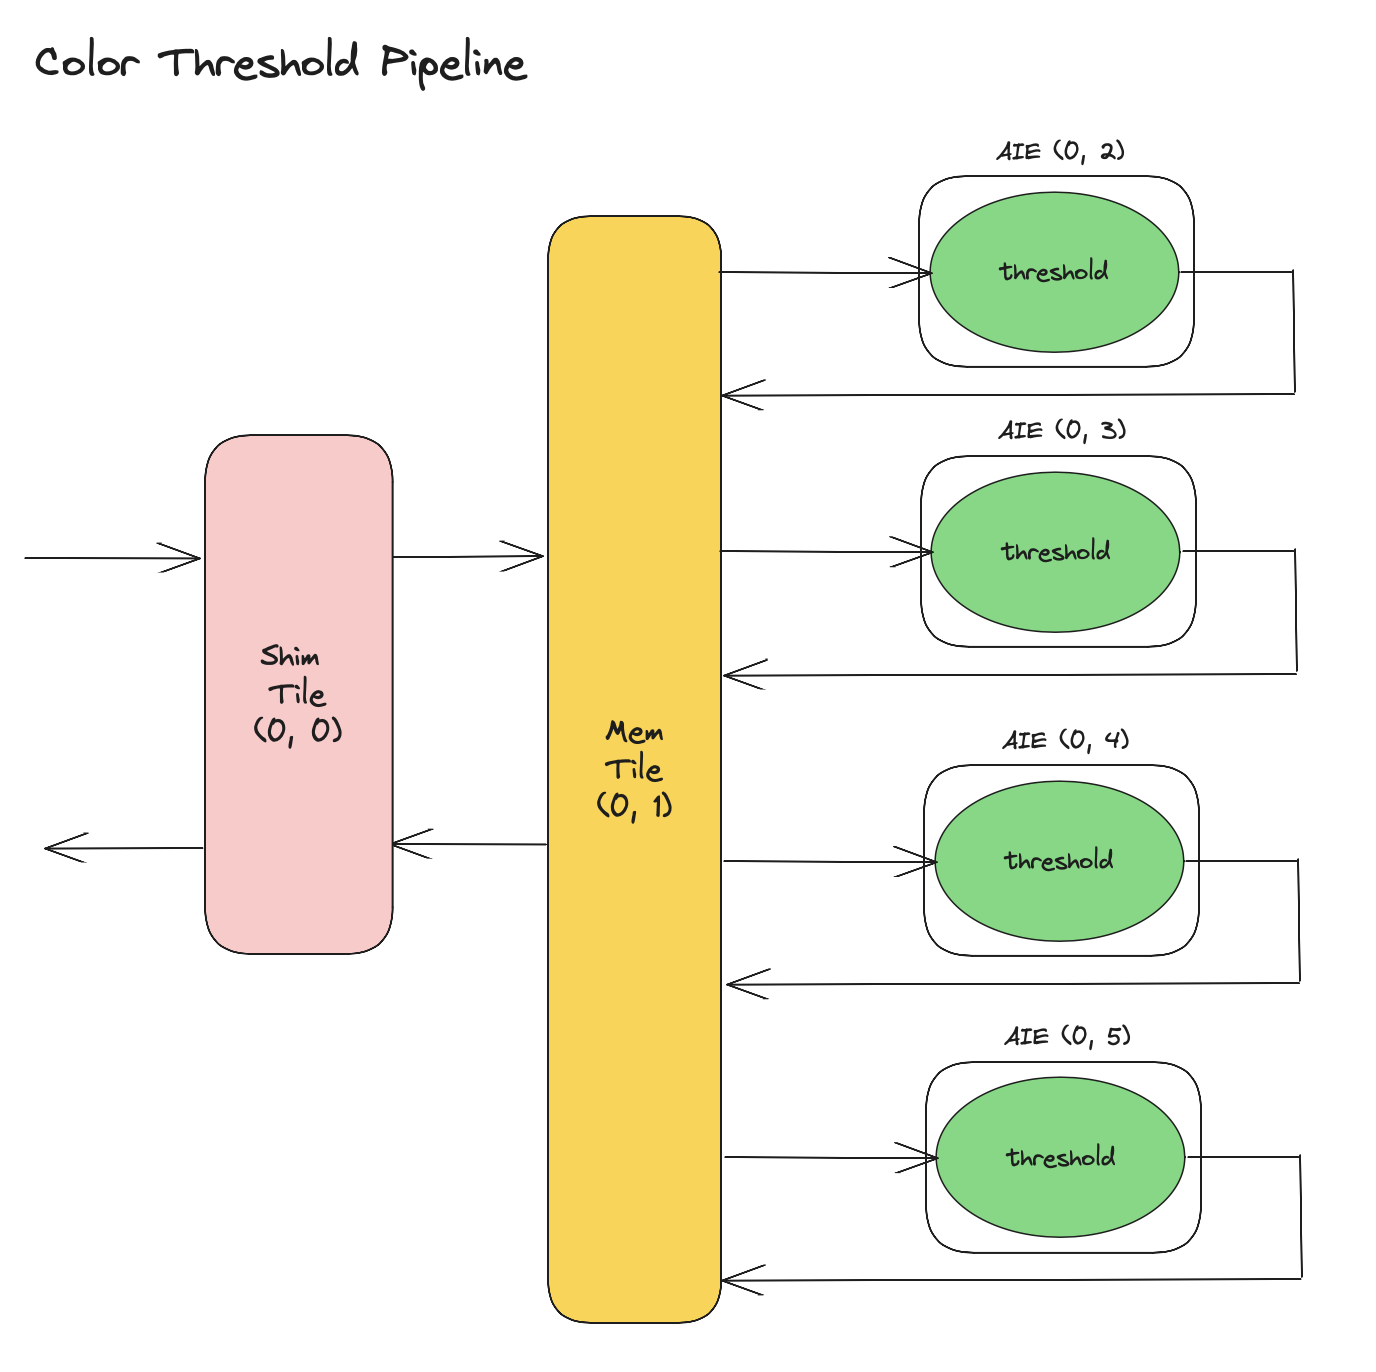 Color Threshold Pipeline
AIE (0, 2)
threshold
AIE (0, 3)
threshold
Shim
Tile
(0, 0)
Mem
Tile
(0, 1)
AIE (0, 4)
threshold
AIE (0, 5)
threshold